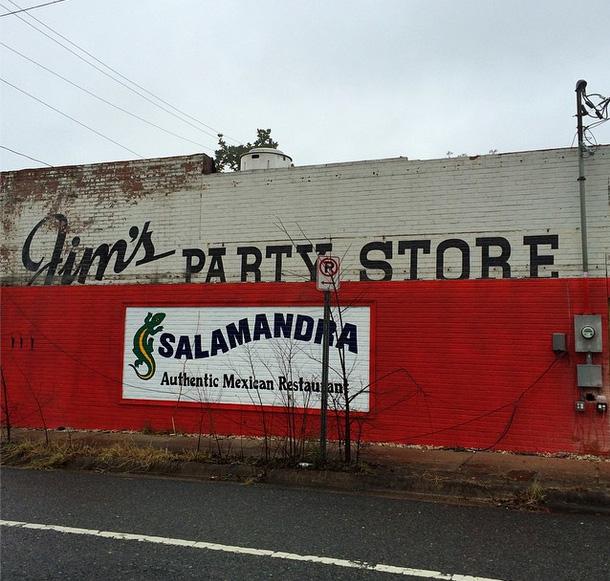 Jim's PARTY STORE
SALAMANDRA
Authentic Mexican Restaurant